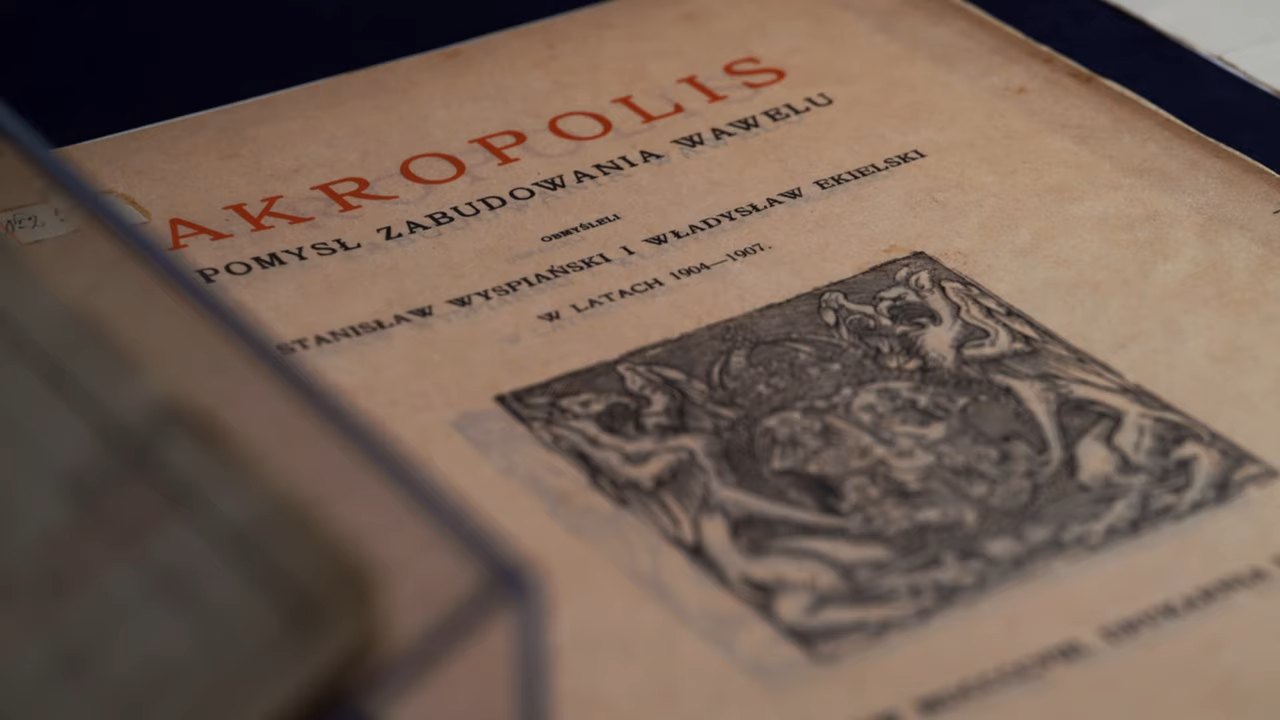 AKROPOLIS
POMYSŁ ZABUDOWANIA WAWELU
OBMYŚLELI
STANISŁAW WYSPIAŃSKI I WŁADYSŁAW EKIELSKI
W LATACH 1904—1907.